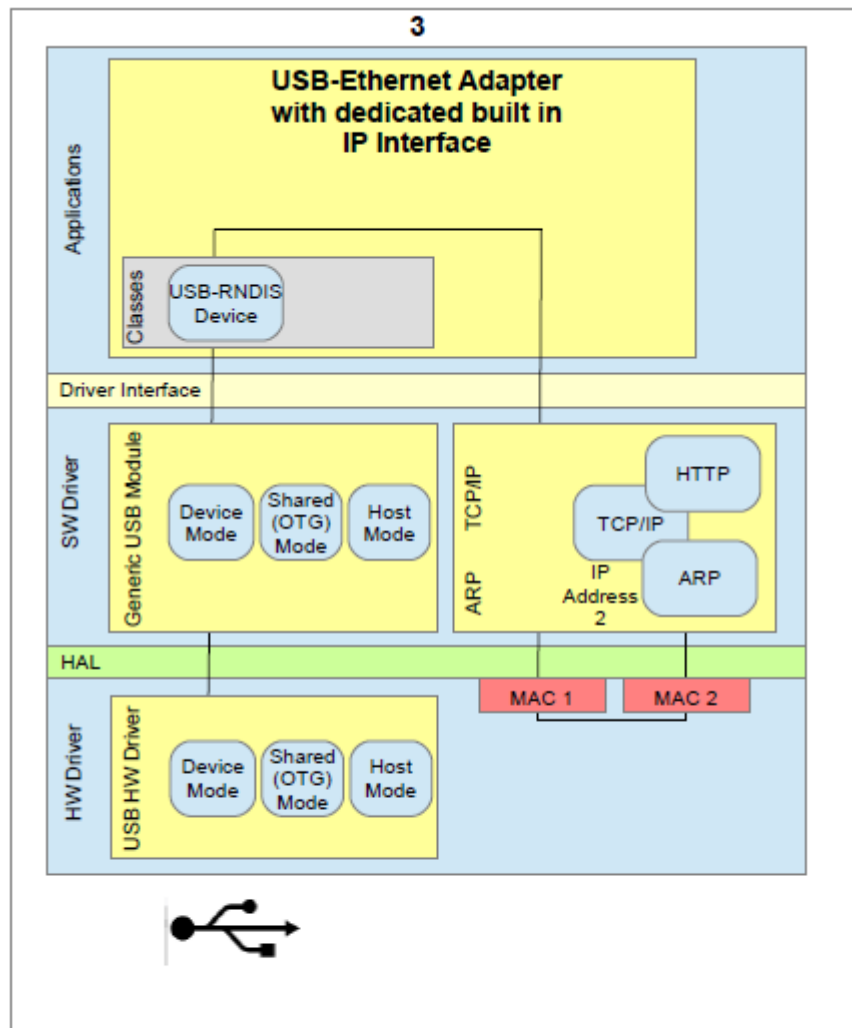 3
USB-Ethernet Adapter
with dedicated built in
IP Interface
Applications
Classes
USB-RNDIS
Device
Driver Interface
SW Driver
Generic USB Module
Device
Mode
Shared
(OTG)
Mode
Host
Mode
ARP TCP/IP
HTTP
TCP/IP
ARP
IP
Address
2
HAL
HW Driver
USB HW Driver
Device
Mode
Shared
(OTG)
Mode
Host
Mode
MAC 1
MAC 2